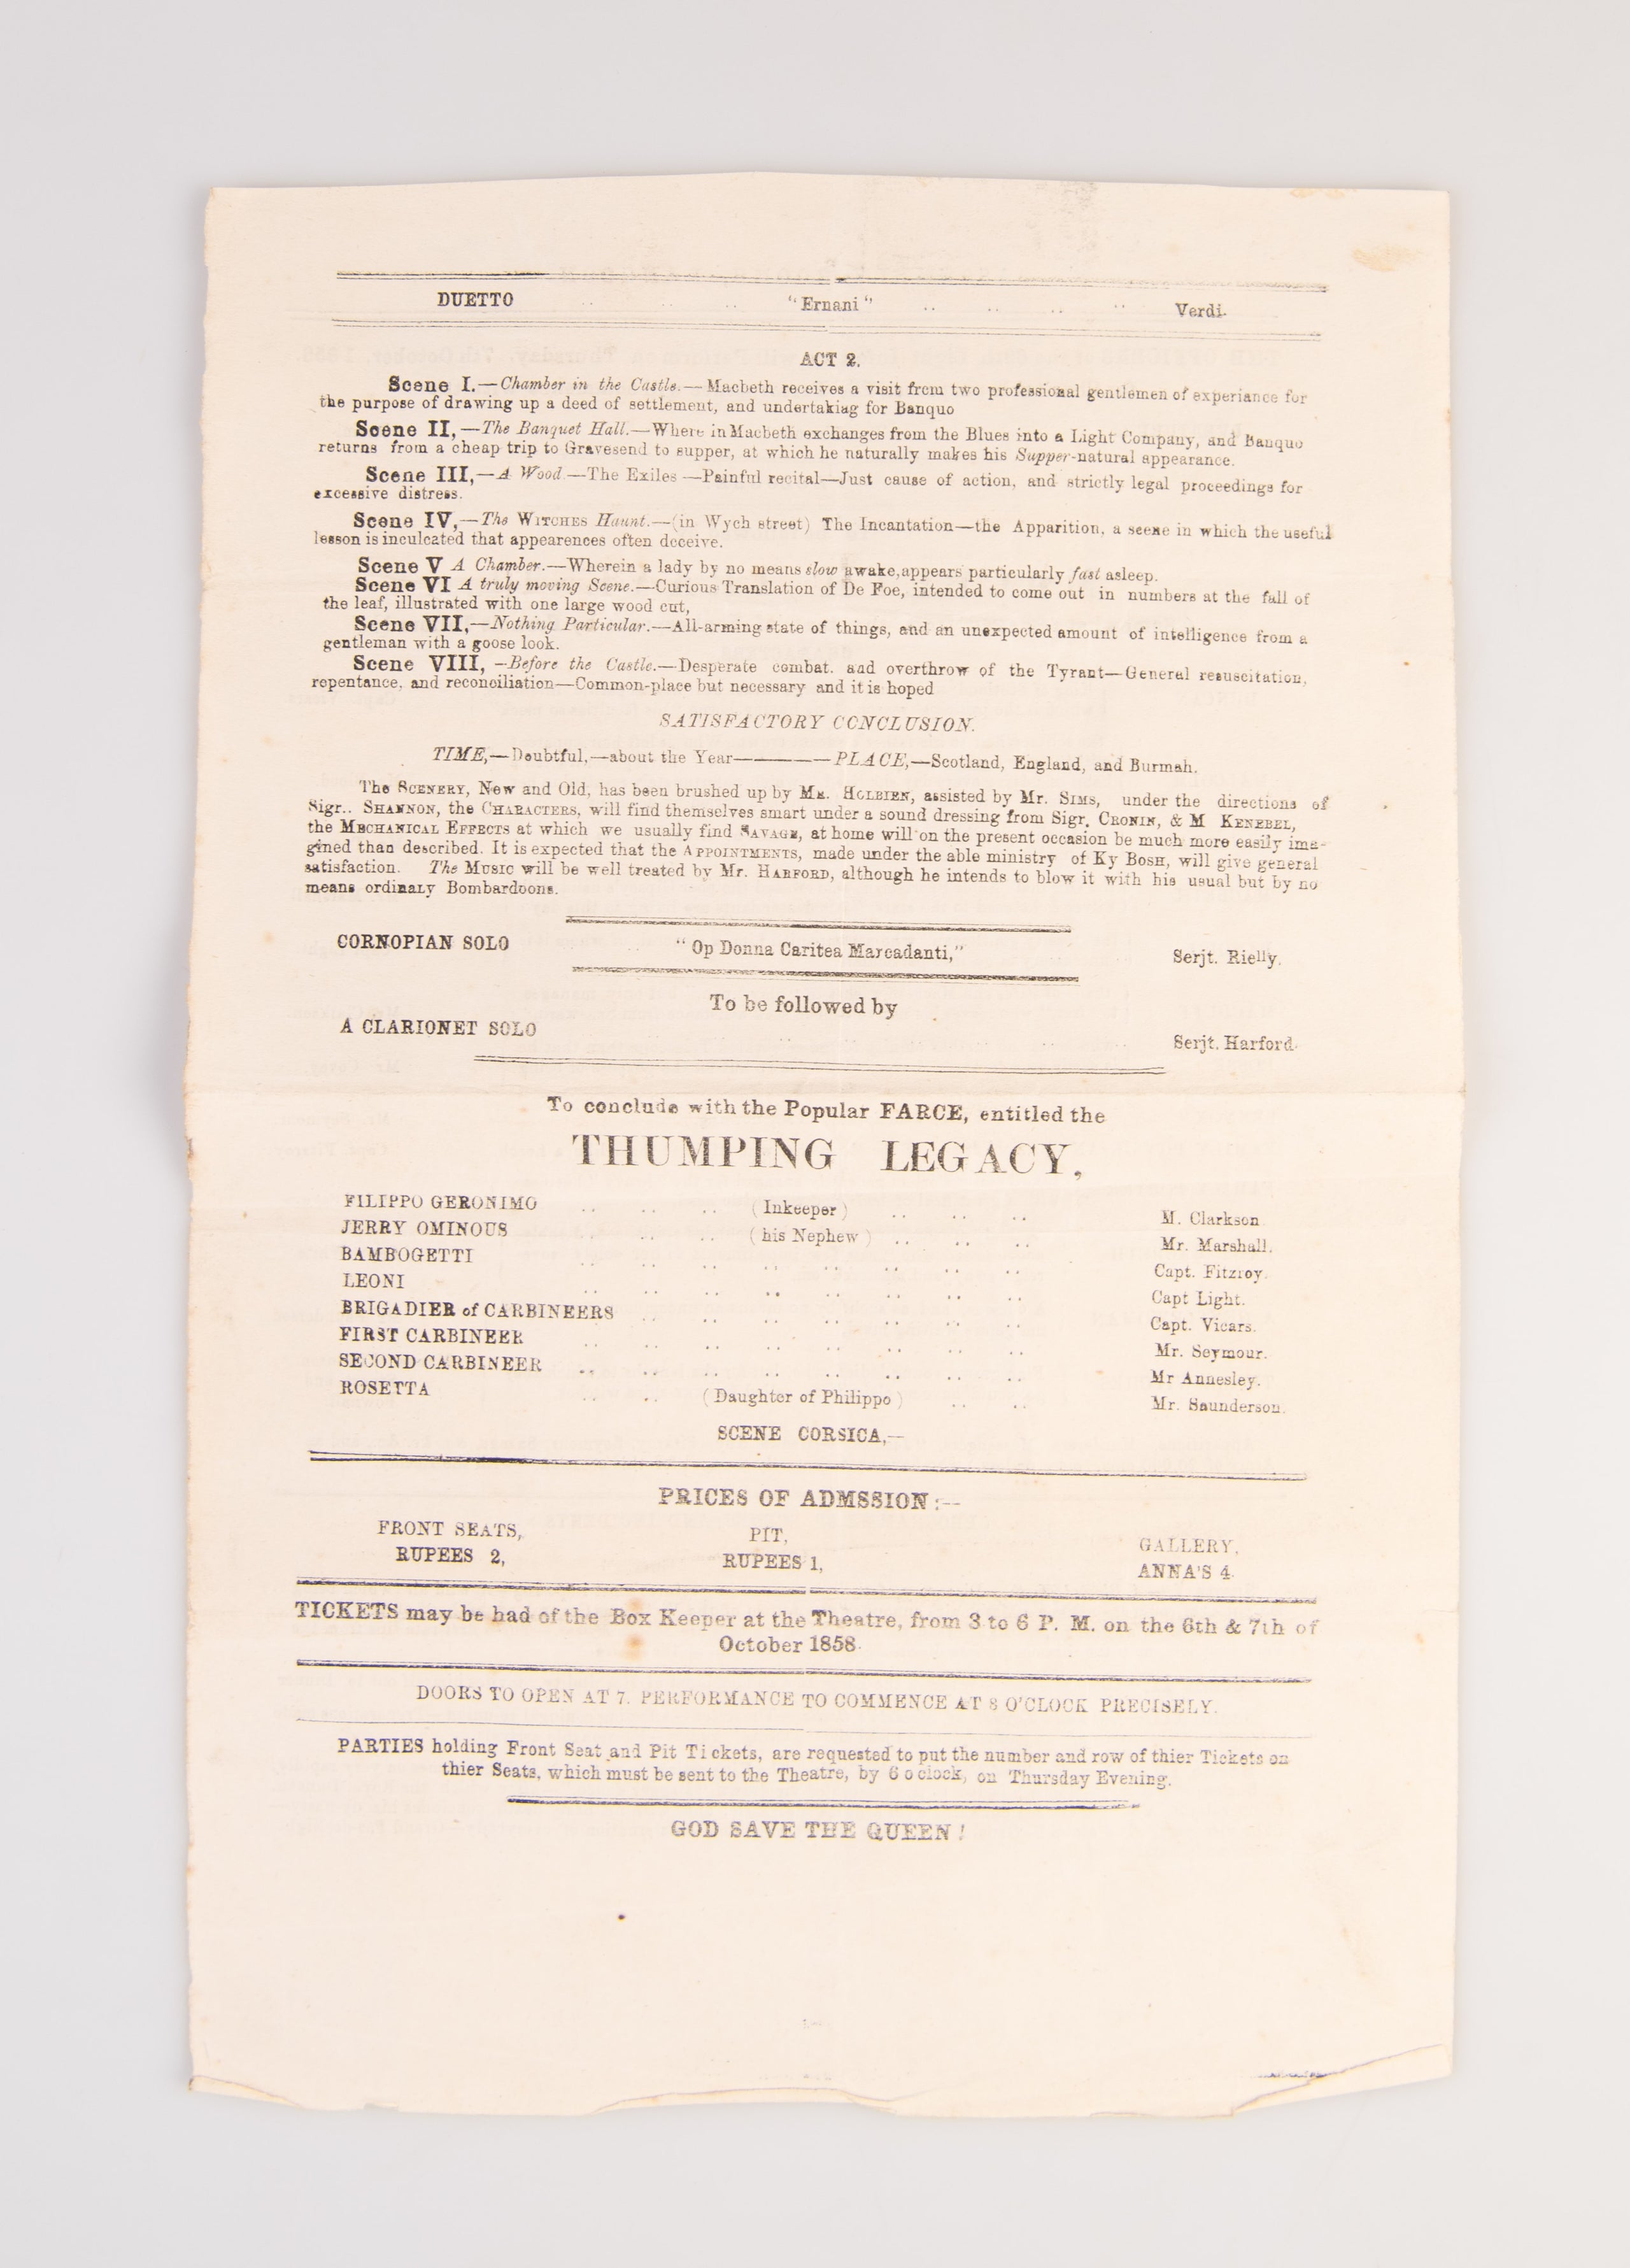 DUETTO .. .. .. "Ernani" .. .. .. .. Verdi.
ACT 2.
Scene I.—Chamber in the Castle.—Macbeth receives a visit from two professional gentlemen of experiance for
the purpose of drawing up a deed of settlement, and undertaking for Banquo
Scene II,—The Banquet Hall.—Where in Macbeth exchanges from the Blues into a Light Company, and Banquo
returns from a cheap trip to Gravesend to supper, at which he naturally makes his Supper-natural appearance.
Scene III,—A Wood—The Exiles—Painful recital—Just cause of action, and strictly legal proceedings for
excessive distress.
Scene IV,—The WITCHES Haunt.—(in Wych street) The Incantation—the Apparition, a scene in which the useful
lesson is inculcated that appearences often deceive.
Scene V A Chamber.—Wherein a lady by no means slow awake, appears particularly fast asleep.
Scene VI A truly moving Scene.—Curious Translation of De Foe, intended to come out in numbers at the fall of
the leaf, illustrated with one large wood cut,
Scene VII,—Nothing Particular.—All-arming state of things, and an unexpected amount of intelligence from a
gentleman with a goose look.
Scene VIII, —Before the Castle.—Desperate combat. and overthrow of the Tyrant—General resuscitation,
repentance, and reconciliation—Common-place but necessary and it is hoped
SATISFACTORY CONCLUSION.
TIME,—Doubtful,—about the Year————PLACE,—Scotland, England, and Burmah.
The SCENERY, New and Old, has been brushed up by MR. HOLBIEN, assisted by Mr. SIMS, under the directions of
Sigr.. SHANNON, the CHARACTERS, will find themselves smart under a sound dressing from Sigr. CRONIN, & M KENEBEL,
the MECHANICAL EFFECTS at which we usually find SAVAGE, at home will on the present occasion be much more easily ima-
gined than described. It is expected that the APPOINTMENTS, made under the able ministry of KY BOSH, will give general
satisfaction. The MUSIC will be well treated by Mr. HARFORD, although he intends to blow it with his usual but by no
means ordinary Bombardoons.
CORNOPIAN SOLO .. "Op Donna Caritea Marcadanti," Serjt. Rielly.
To be followed by
A CLARIONET SOLO .. .. .. .. Serjt. Harford.
To conclude with the Popular FARCE, entitled the
THUMPING LEGACY,
FILIPPO GERONIMO .. .. .. (Inkeeper) .. .. .. M. Clarkson
JERRY OMINOUS .. .. .. (his Nephew) .. .. .. Mr. Marshall.
BAMBOGETTI .. .. .. .. .. .. .. .. Capt. Fitzroy.
LEONI .. .. .. .. .. .. .. .. Capt Light.
BRIGADIER of CARBINEERS .. .. .. .. .. .. .. Capt. Vicars.
FIRST CARBINEER .. .. .. .. .. .. .. .. Mr. Seymour.
SECOND CARBINEER .. .. .. .. .. .. .. .. Mr Annesley.
ROSETTA .. .. (Daughter of Philippo) .. .. Mr. Saunderson.
SCENE CORSICA,—
PRICES OF ADMSSION:—
FRONT SEATS, PIT, GALLERY,
RUPEES 2, RUPEES 1, ANNA'S 4.
TICKETS may be had of the Box Keeper at the Theatre, from 3 to 6 P. M. on the 6th & 7th of
October 1858.
DOORS TO OPEN AT 7. PERFORMANCE TO COMMENCE AT 8 O'CLOCK PRECISELY.
PARTIES holding Front Seat and Pit Tickets, are requested to put the number and row of thier Tickets on
thier Seats, which must be sent to the Theatre, by 6 o clock, on Thursday Evening.
GOD SAVE THE QUEEN!